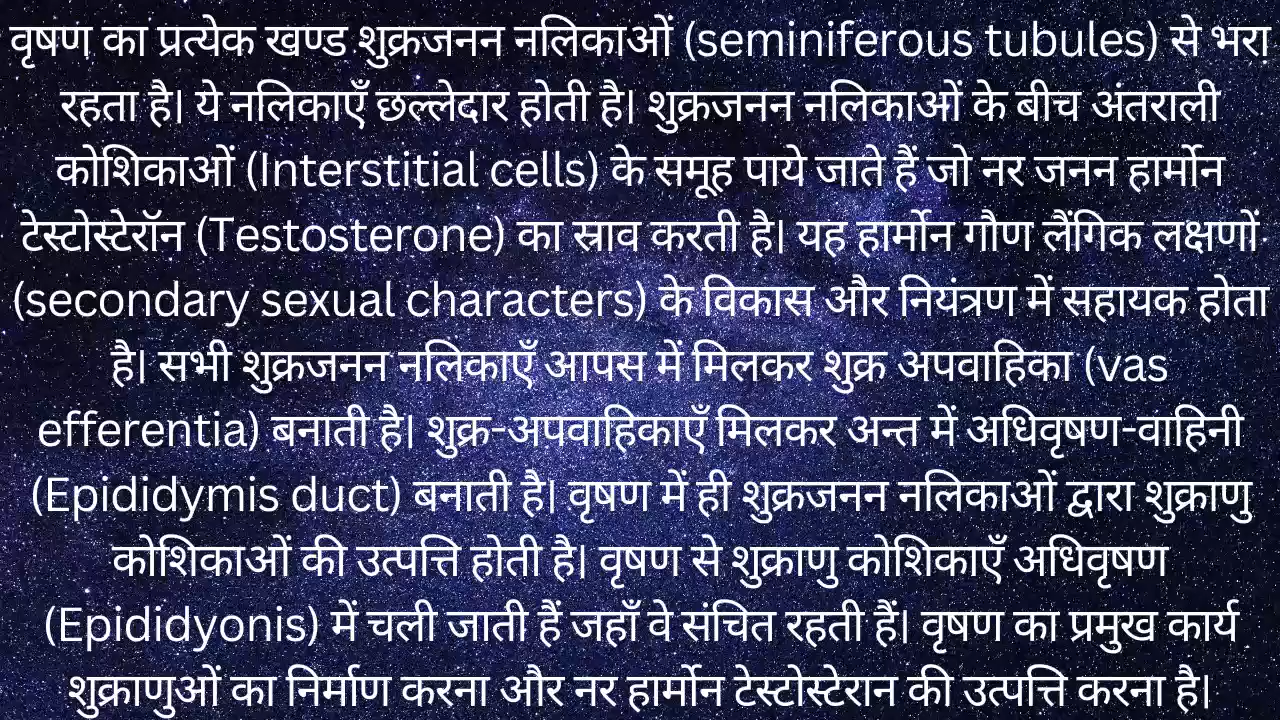 वृषण का प्रत्येक खण्ड शुक्रजनन नलिकाओं (seminiferous tubules) से भरा
रहता है। ये नलिकाएँ छल्लेदार होती है। शुक्रजनन नलिकाओं के बीच अंतराली
कोशिकाओं (Interstitial cells) के समूह पाये जाते हैं जो नर जनन हार्मोन
टेस्टोस्टेरॉन (Testosterone) का स्राव करती है। यह हार्मोन गौण लैंगिक लक्षणों
(secondary sexual characters) के विकास और नियंत्रण में सहायक होता
है। सभी शुक्रजनन नलिकाएँ आपस में मिलकर शुक्र अपवाहिका (vas
efferentia) बनाती है। शुक्र-अपवाहिकाएँ मिलकर अन्त में अधिवृषण-वाहिनी
(Epididymis duct) बनाती है। वृषण में ही शुक्रजनन नलिकाओं द्वारा शुक्राणु
कोशिकाओं की उत्पत्ति होती है। वृषण से शुक्राणु कोशिकाएँ अधिवृषण
(Epididyonis) में चली जाती हैं जहाँ वे संचित रहती हैं। वृषण का प्रमुख कार्य
शुक्राणुओं का निर्माण करना और नर हार्मोन टेस्टोस्टेरान की उत्पत्ति करना है।